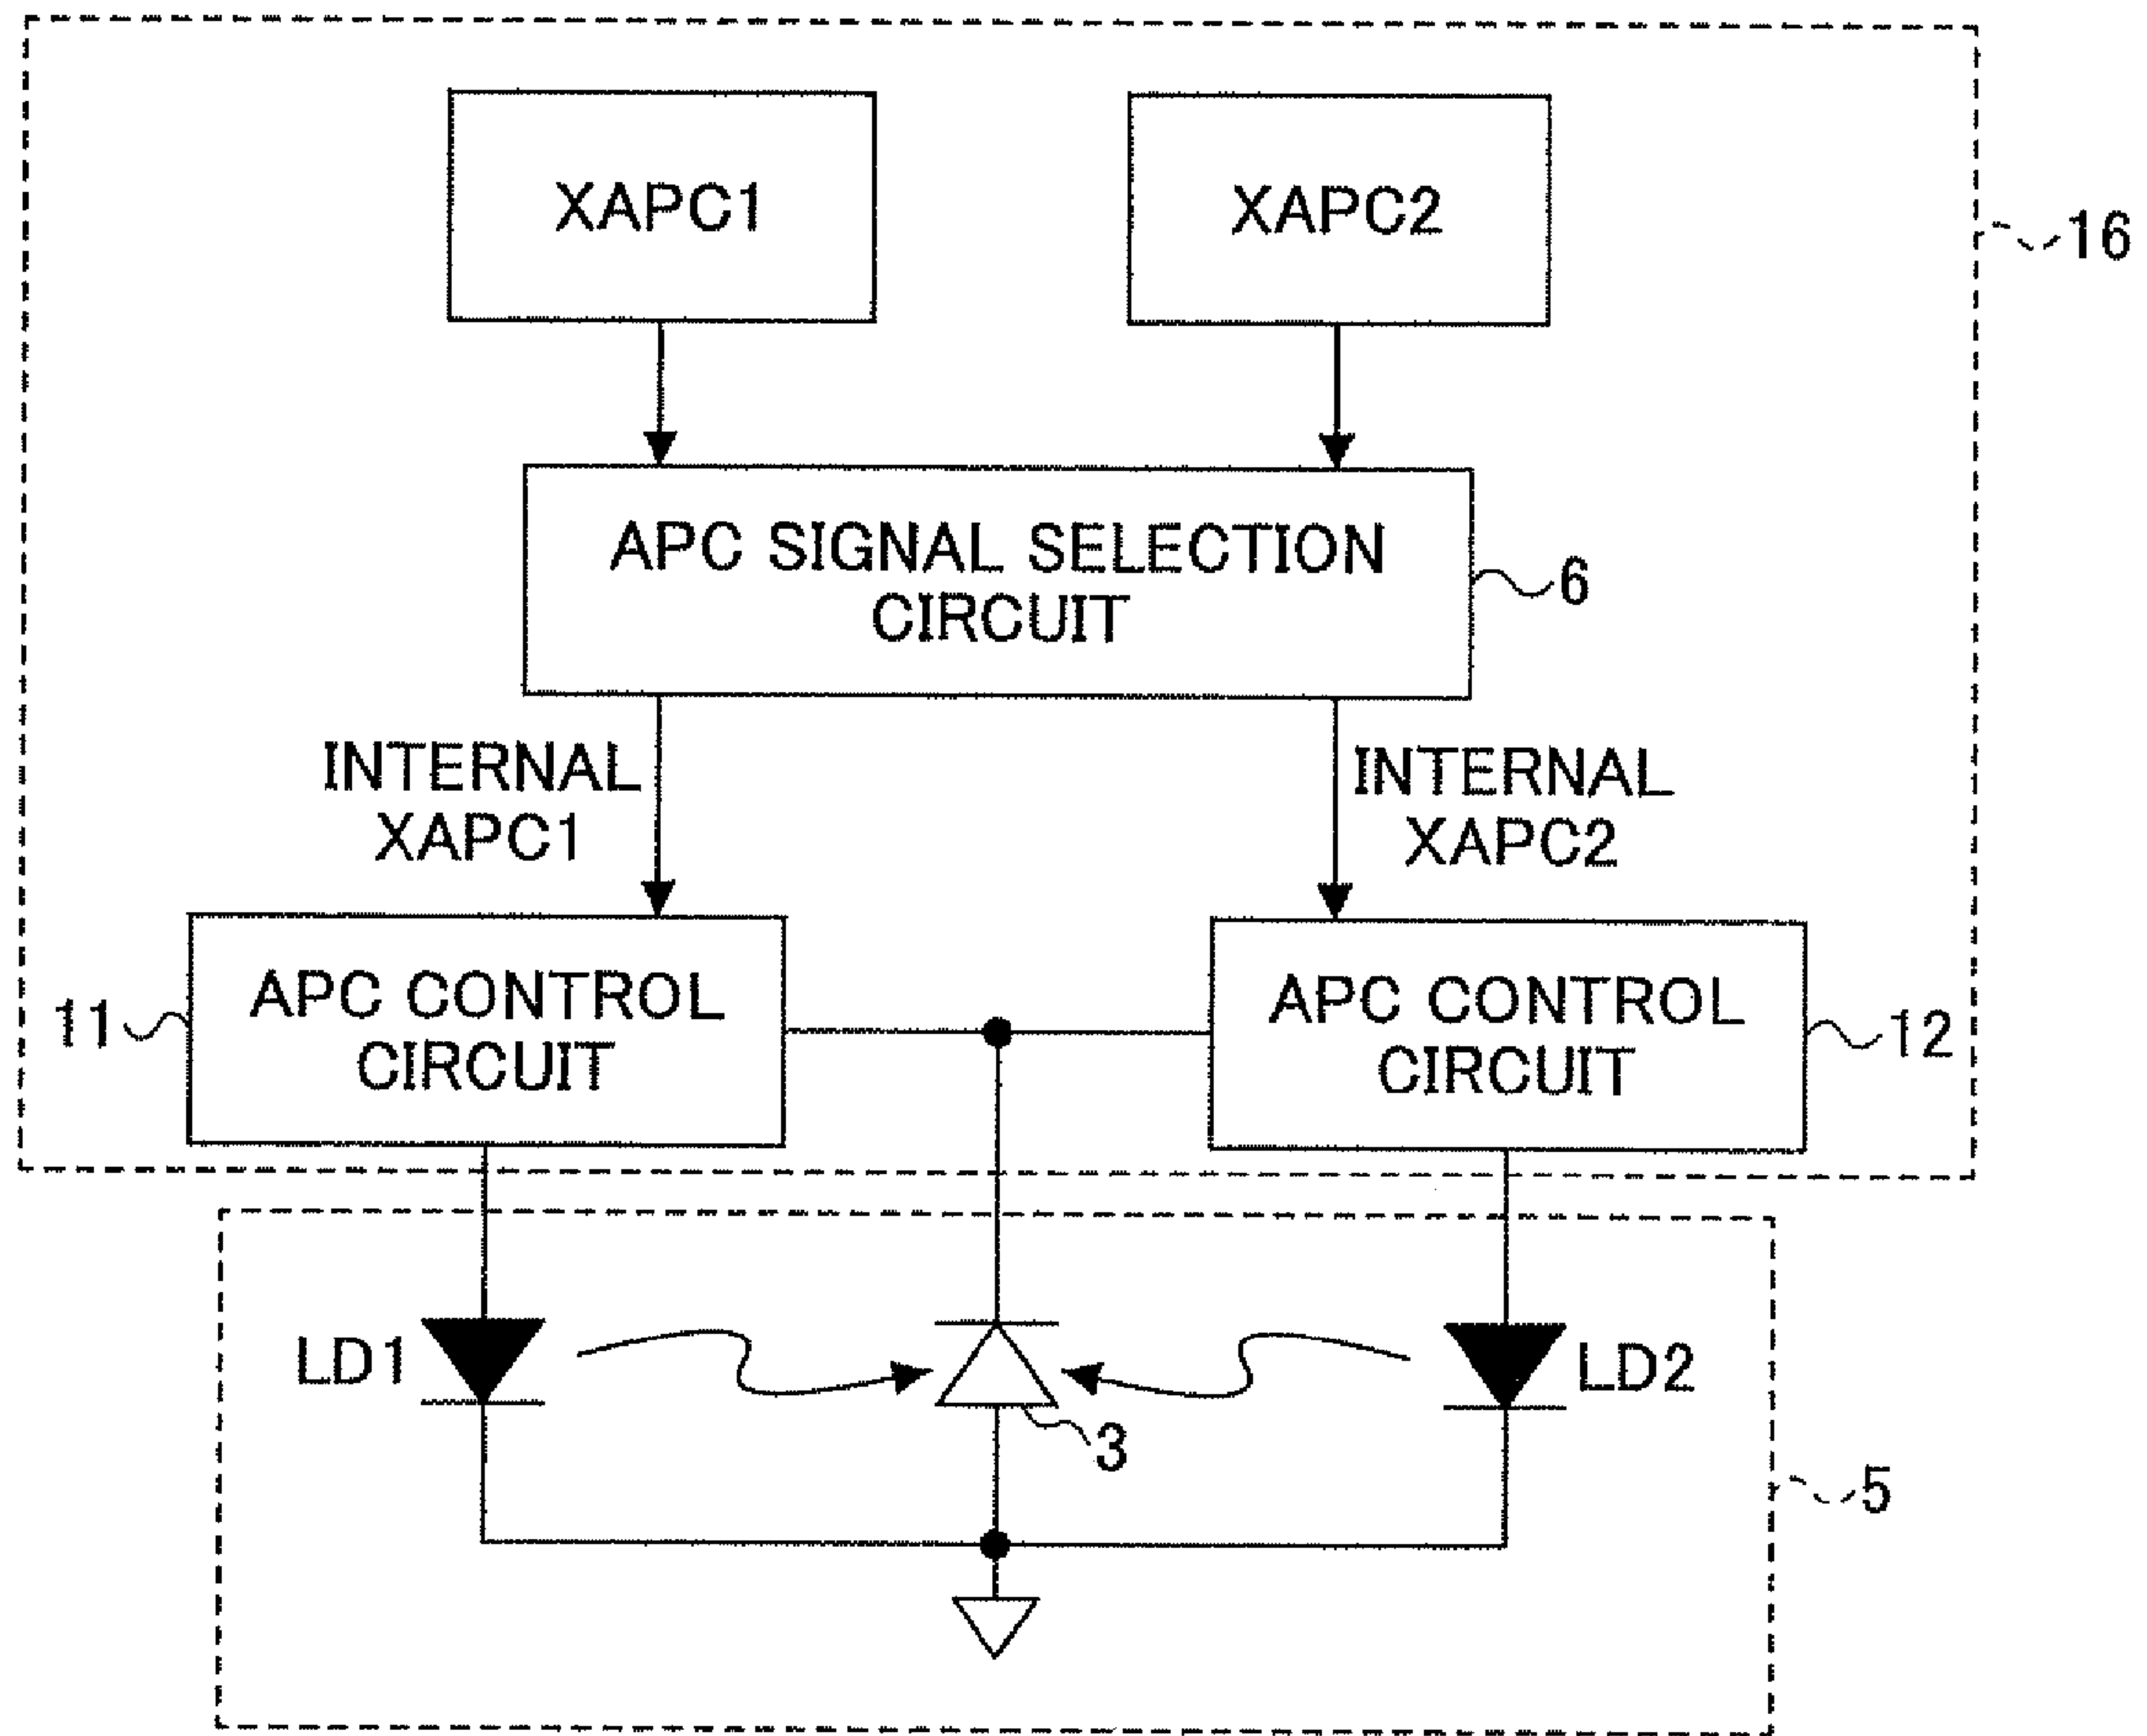 XAPC1
XAPC2
16
APC SIGNAL SELECTION
CIRCUIT
6
INTERNAL
XAPC1
INTERNAL
XAPC2
11
APC CONTROL
CIRCUIT
APC CONTROL
CIRCUIT
12
LD1
LD2
3
5